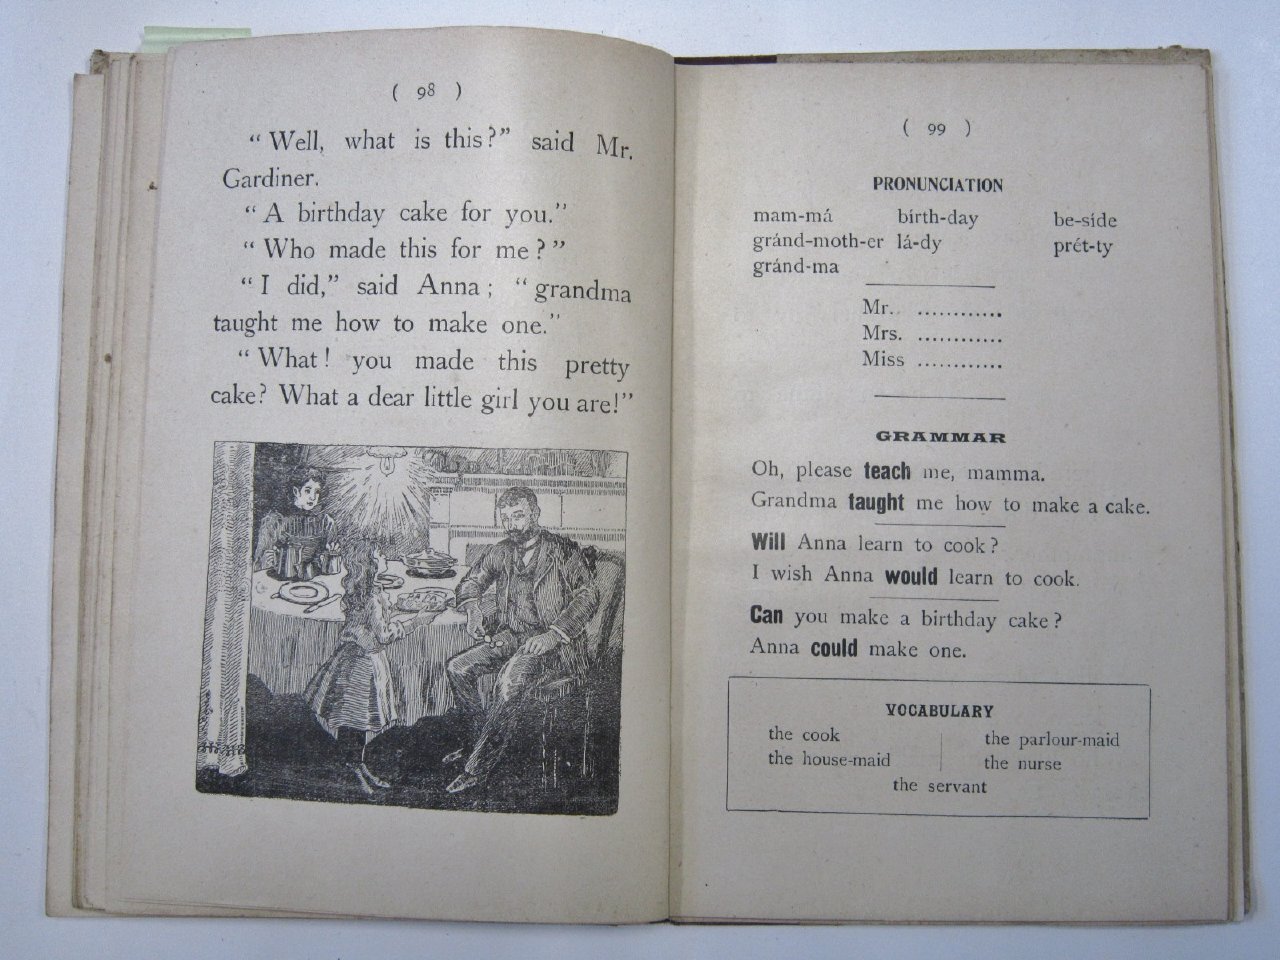 ( 98 )
“ Well, what is this?” said Mr.
Gardiner.
“ A birthday cake for you.”
“ Who made this for me ? ”
“ I did,” said Anna ; “ grandma
taught me how to make one.”
“ What ! you made this pretty
cake? What a dear little girl you are!”
( 99 )
PRONUNCIATION
mam-má bírth-day be-síde
gránd-moth-er lá-dy prét-ty
gránd-ma
Mr. ............
Mrs. ............
Miss ............
GRAMMAR
Oh, please teach me, mamma.
Grandma taught me how to make a cake.
Will Anna learn to cook ?
I wish Anna would learn to cook.
Can you make a birthday cake ?
Anna could make one.
VOCABULARY
the cook the parlour-maid
the house-maid the nurse
the servant